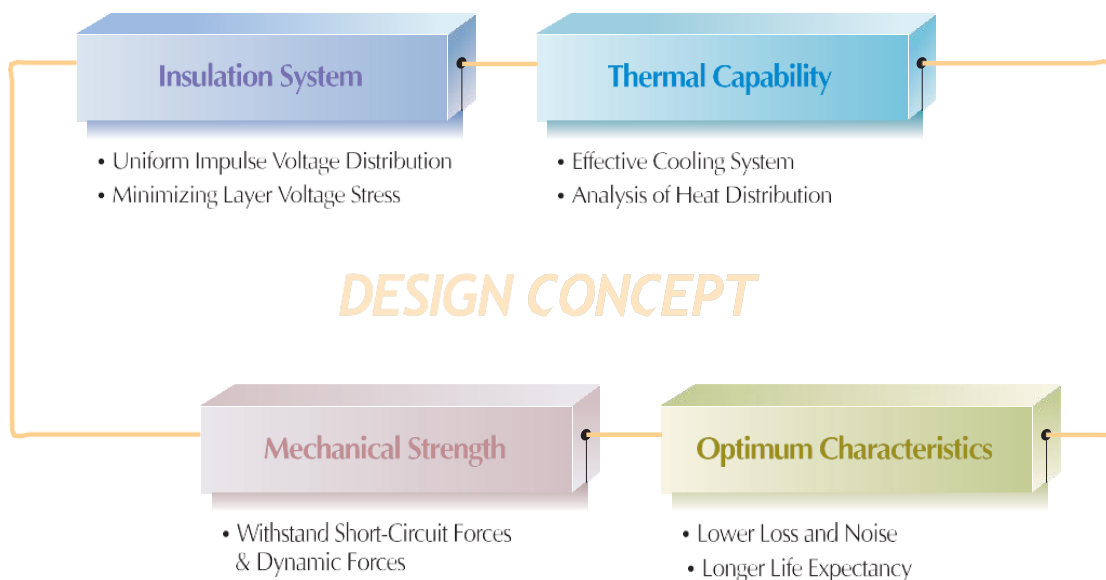 Insulation System
• Uniform Impulse Voltage Distribution
• Minimizing Layer Voltage Stress
Thermal Capability
• Effective Cooling System
• Analysis of Heat Distribution
DESIGN CONCEPT
Mechanical Strength
• Withstand Short-Circuit Forces
& Dynamic Forces
Optimum Characteristics
• Lower Loss and Noise
• Longer Life Expectancy